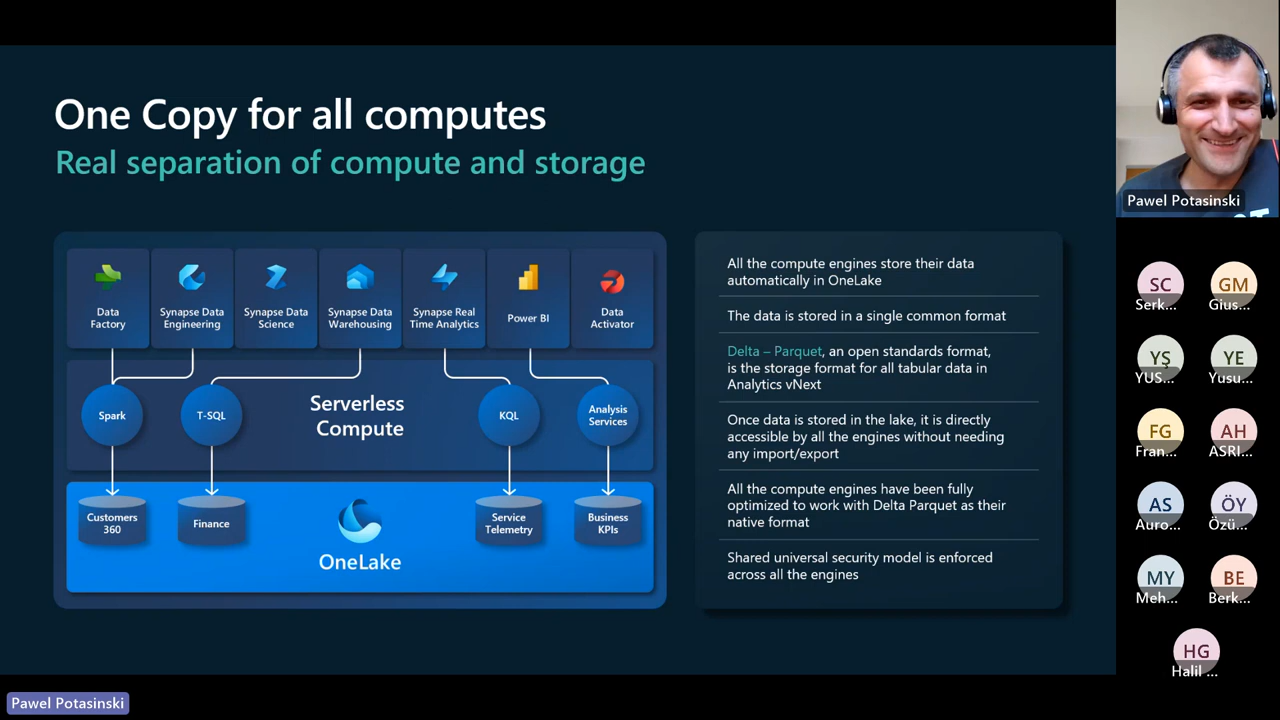 One Copy for all computes
Real separation of compute and storage
Data
Factory
Synapse Data
Engineering
Synapse Data
Science
Synapse Data
Warehousing
Synapse Real
Time Analytics
Power BI
Data
Activator
Spark
T-SQL
Serverless
Compute
KQL
Analysis
Services
Customers
360
Finance
OneLake
Service
Telemetry
Business
KPIs
All the compute engines store their data
automatically in OneLake
The data is stored in a single common format
Delta – Parquet, an open standards format,
is the storage format for all tabular data in
Analytics vNext
Once data is stored in the lake, it is directly
accessible by all the engines without needing
any import/export
All the compute engines have been fully
optimized to work with Delta Parquet as their
native format
Shared universal security model is enforced
across all the engines
Pawel Potasinski
SC
Serk...
GM
Gius...
YŞ
YUS...
YE
Yusu...
FG
Fran...
AH
ASRI...
AS
Auro...
ÖY
Özü...
MY
Meh...
BE
Berk...
HG
Halil ...
Pawel Potasinski